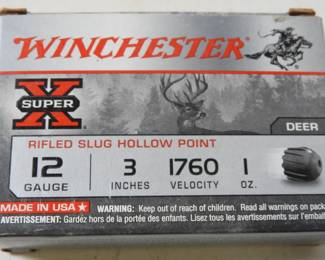 WINCHESTER
SUPER X
DEER
RIFLED SLUG HOLLOW POINT
12 3 1760 1
GAUGE INCHES VELOCITY OZ.
MADE IN USA
WARNING: Keep out of reach of children. Read all warnings on pack
AVERTISSEMENT: Gardez hors de la portée des enfants. Lisez tous les avertissements sur l'emball